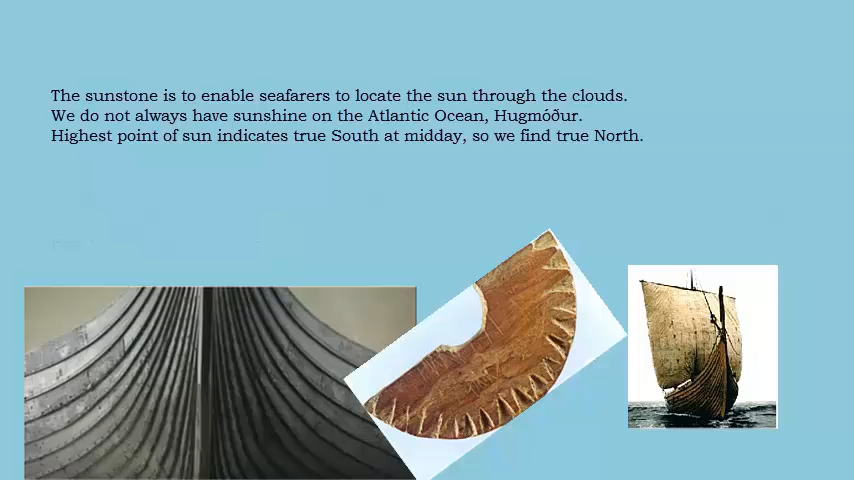 The sunstone is to enable seafarers to locate the sun through the clouds.
We do not always have sunshine on the Atlantic Ocean, Hugmóður.
Highest point of sun indicates true South at midday, so we find true North.